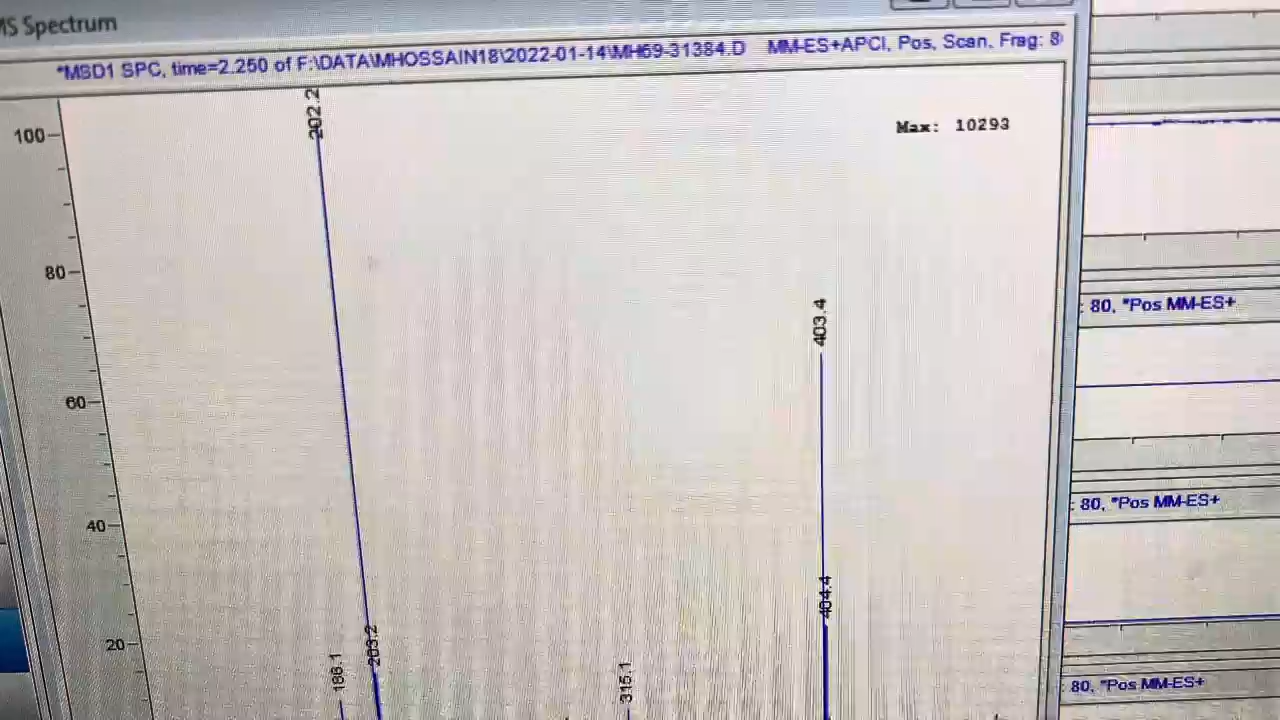 MS Spectrum
*MSD1 SPC, time=2.250 of F:\DATA\MHOSSAIN18\2022-01-14\MH69-31384.D MM-ES+APCI, Pos, Scan, Frag: 8
Max: 10293
100
80
60
40
20
202.2
403.4
404.4
203.2
186.1
315.1
: 80, "Pos MM-ES+
: 80, "Pos MM-ES+
: 80, "Pos MM-ES+